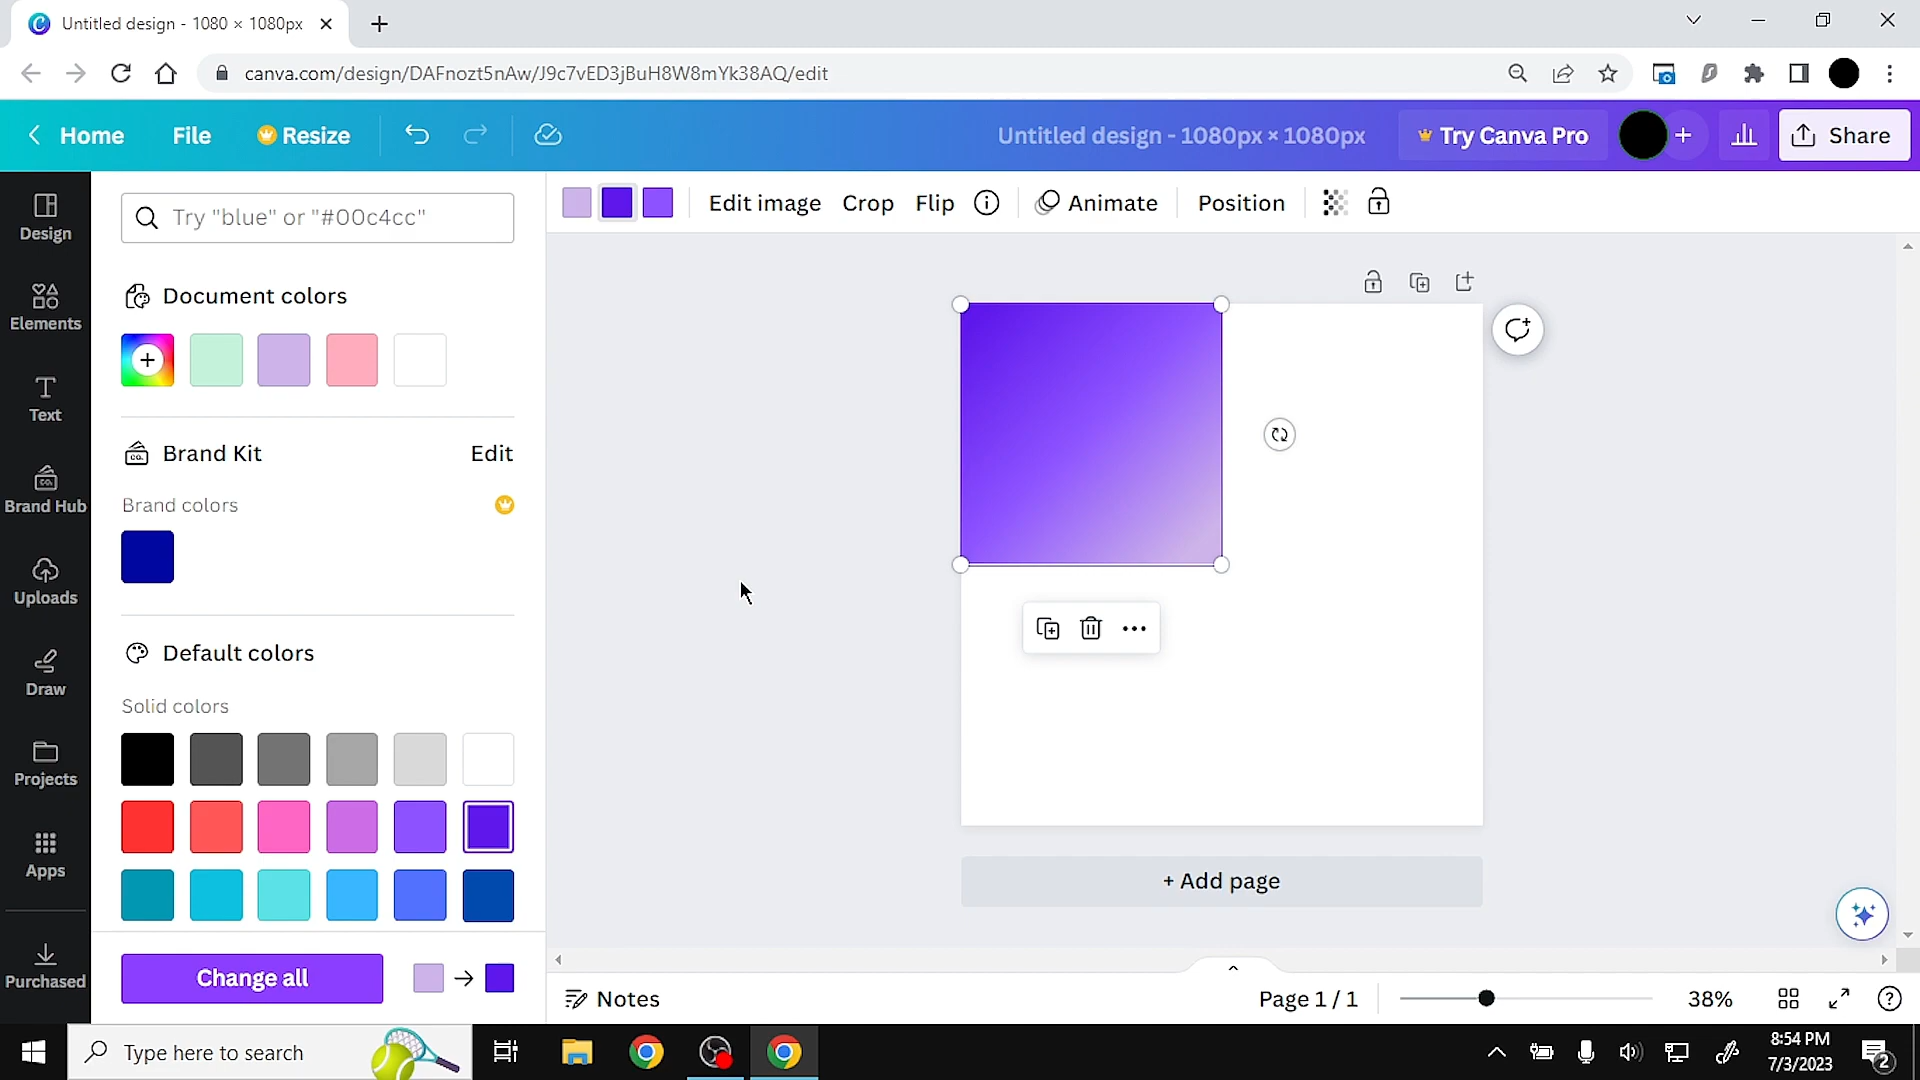 Untitled design - 1080 × 1080px
canva.com/design/DAFnozt5nAw/J9c7vED3jBuH8W8mYk38AQ/edit
Home
File
Resize
Untitled design - 1080px × 1080px
Try Canva Pro
Share
Design
Elements
Text
Brand Hub
Uploads
Draw
Projects
Apps
Purchased
Try "blue" or "#00c4cc"
Document colors
Brand Kit
Edit
Brand colors
Default colors
Solid colors
Change all
Edit image
Crop
Flip
Animate
Position
+ Add page
Notes
Page 1 / 1
38%
Type here to search
8:54 PM
7/3/2023
2